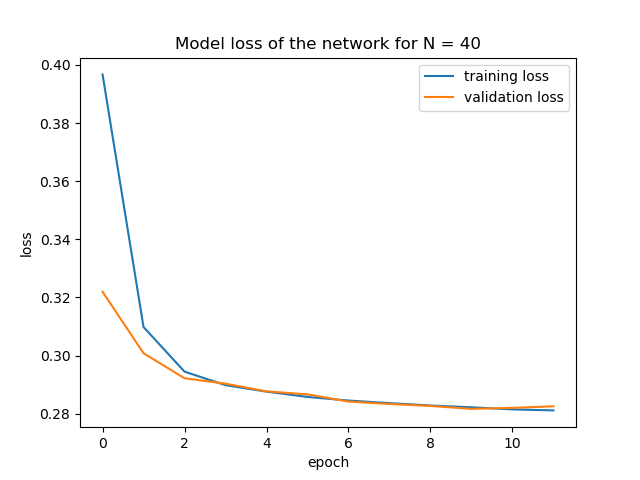 Model loss of the network for N = 40
training loss
validation loss
0.40
0.38
0.36
0.34
0.32
0.30
0.28
loss
0 2 4 6 8 10
epoch